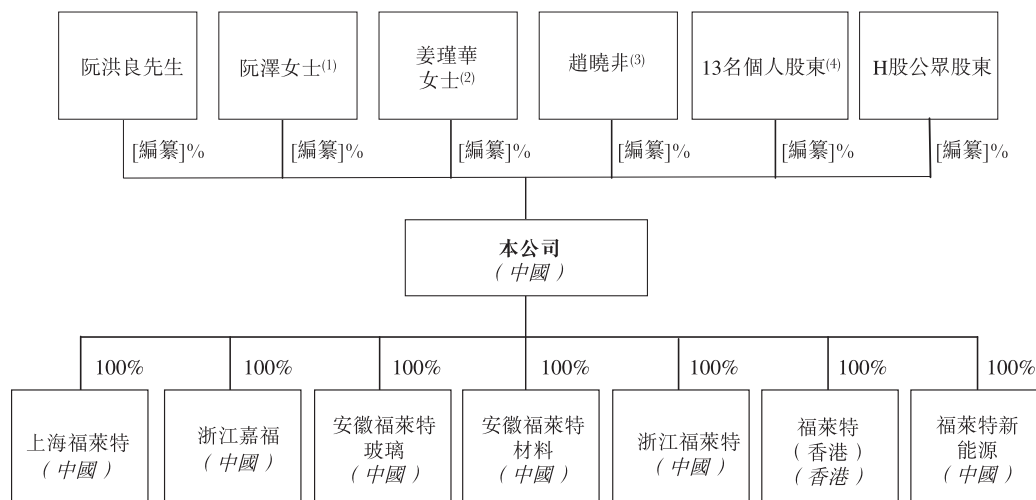 阮洪良先生
阮澤女士(1)
姜瑾華
女士(2)
趙曉非(3)
13名個人股東(4)
H股公眾股東
[編纂]%
[編纂]%
[編纂]%
[編纂]%
[編纂]%
[編纂]%
本公司
（中國）
100%
100%
100%
100%
100%
100%
100%
上海福萊特
（中國）
浙江嘉福
（中國）
安徽福萊特
玻璃
（中國）
安徽福萊特
材料
（中國）
浙江福萊特
（中國）
福萊特
（香港）
（香港）
福萊特新
能源
（中國）